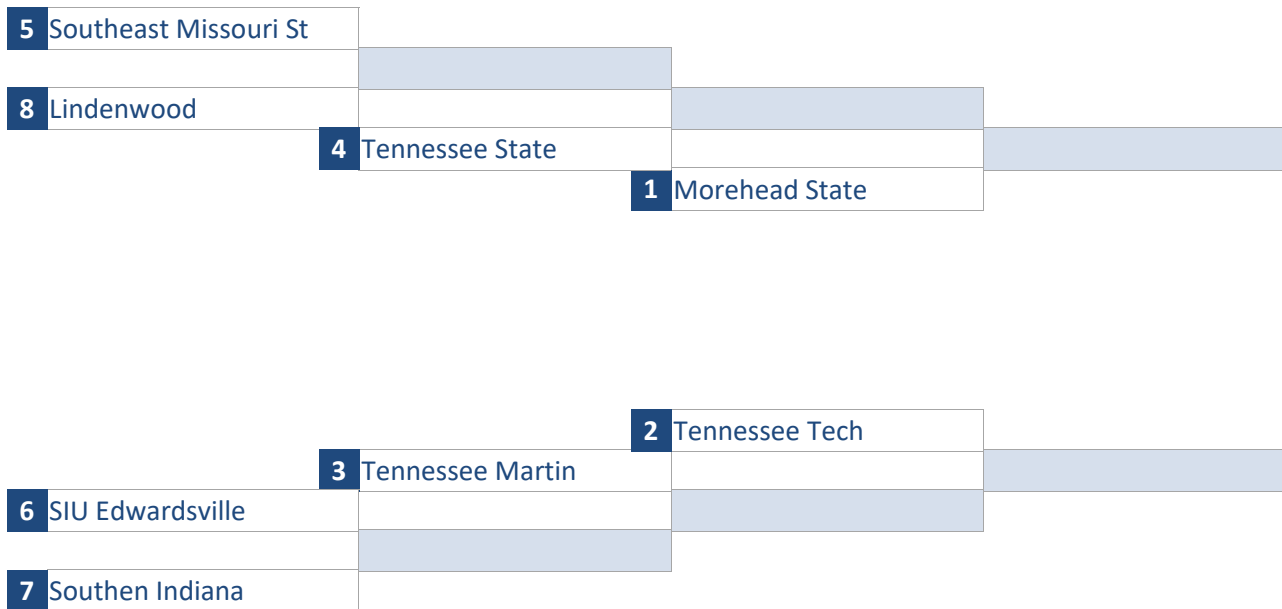 5 Southeast Missouri St
8 Lindenwood
4 Tennessee State
1 Morehead State
2 Tennessee Tech
3 Tennessee Martin
6 SIU Edwardsville
7 Southen Indiana